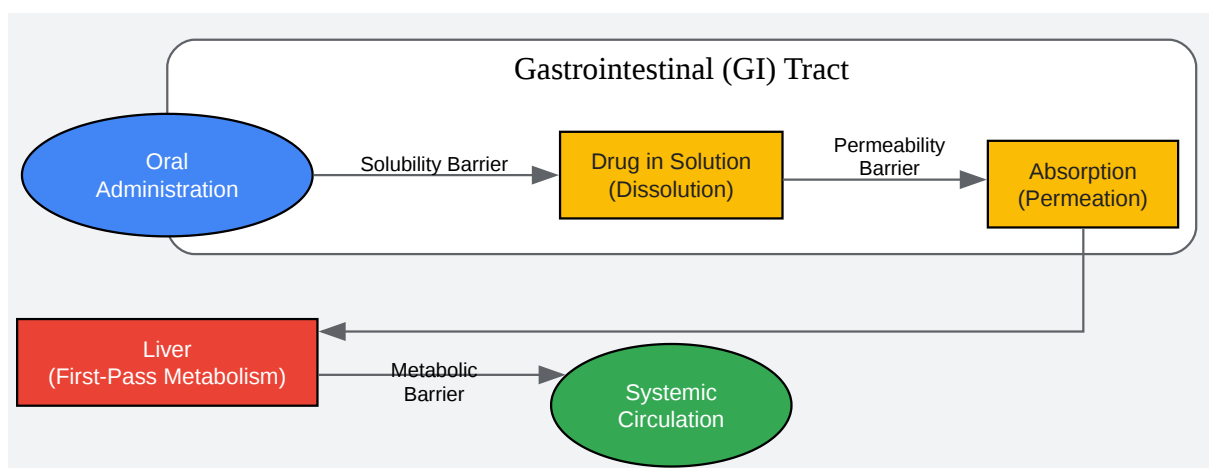 Gastrointestinal (GI) Tract
Oral
Administration
Solubility Barrier
Drug in Solution
(Dissolution)
Permeability
Barrier
Absorption
(Permeation)
Liver
(First-Pass Metabolism)
Metabolic
Barrier
Systemic
Circulation